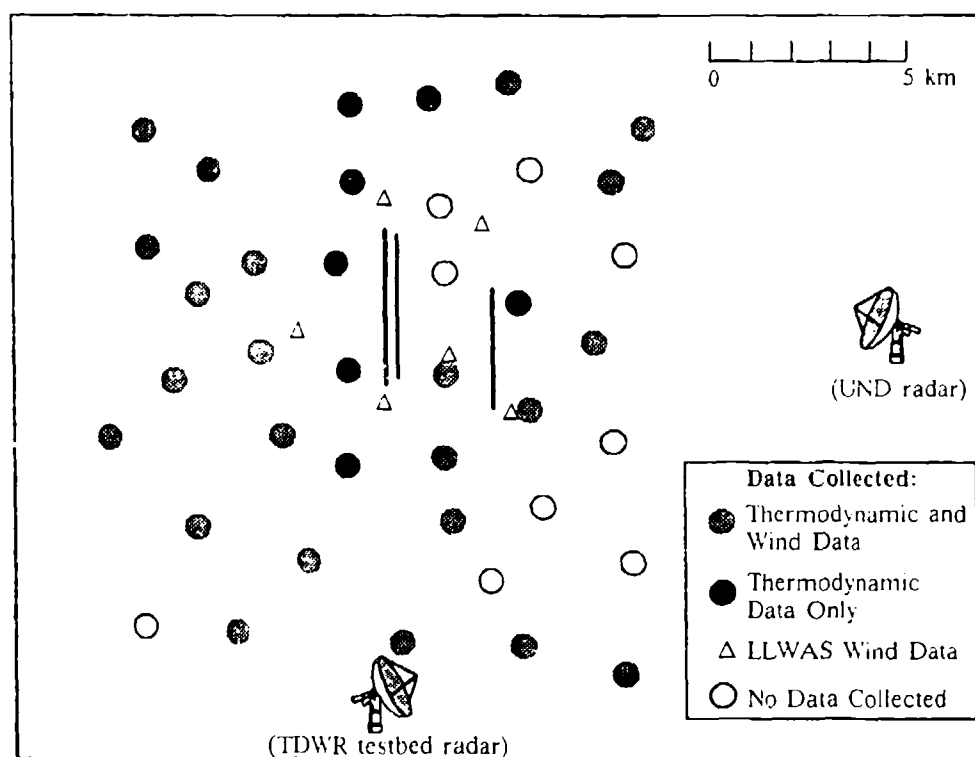 0 5 km
(UND radar)
Data Collected:
Thermodynamic and
Wind Data
Thermodynamic
Data Only
LLWAS Wind Data
No Data Collected
(TDWR testbed radar)